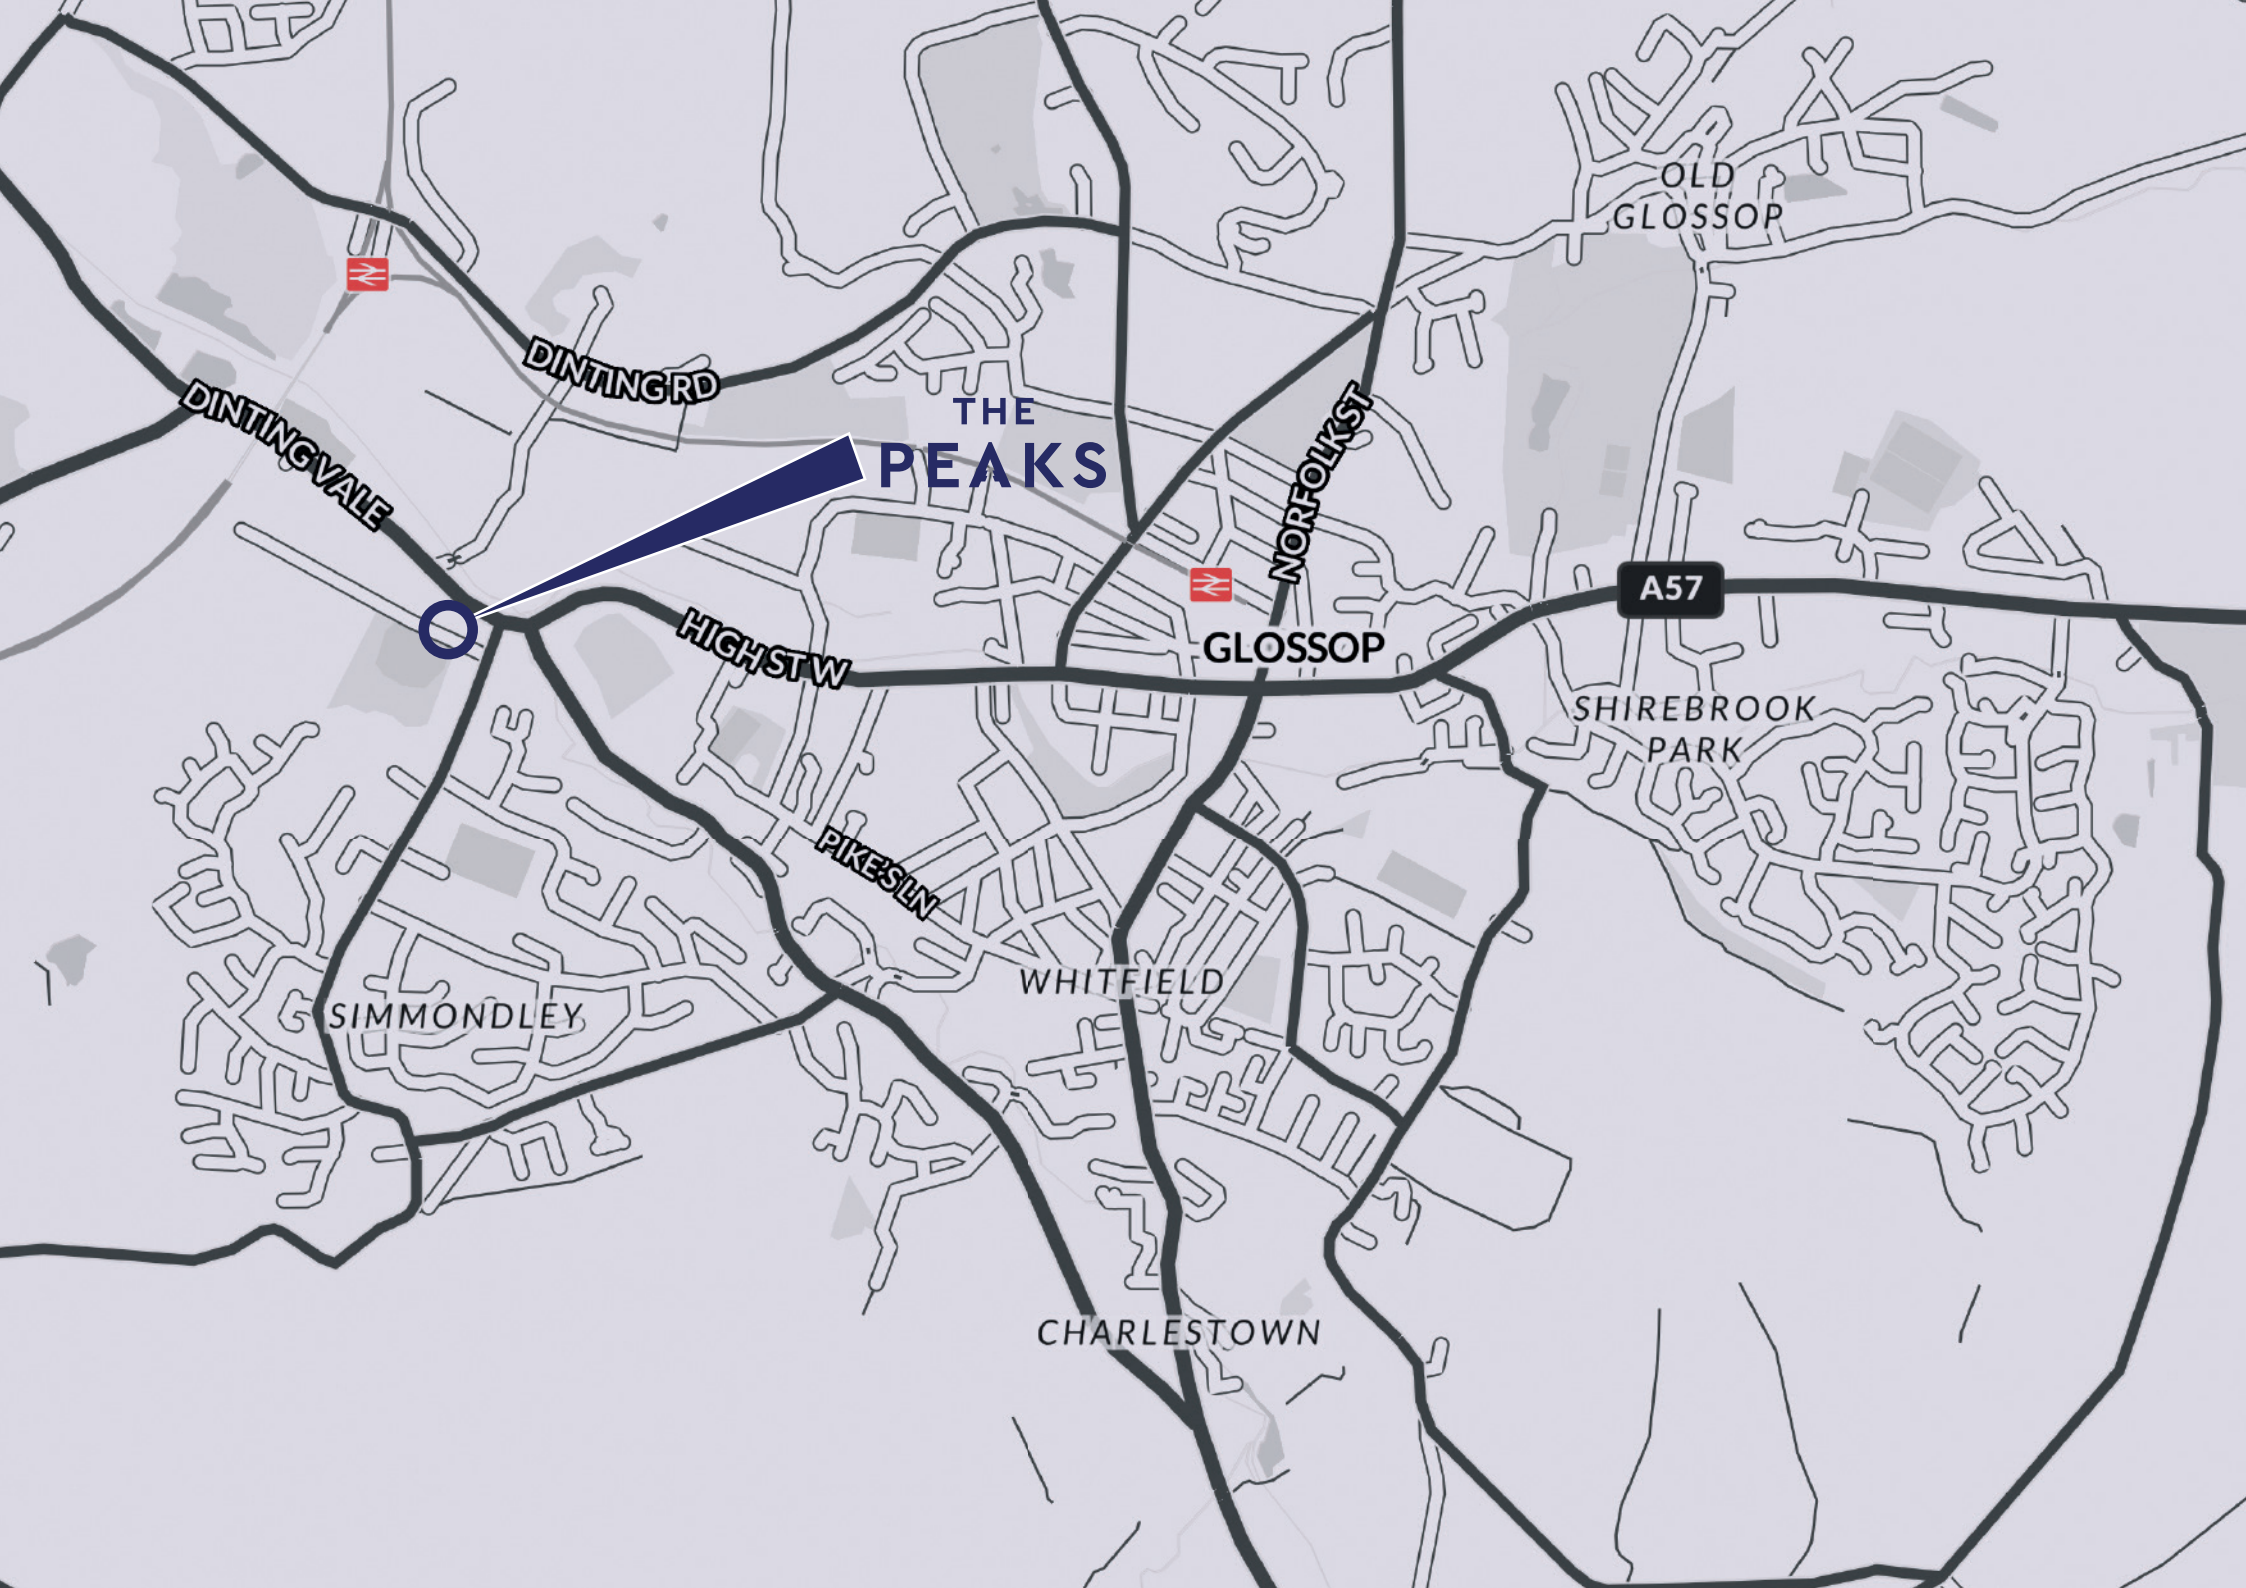 OLD
GLOSSOP
DINTING RD
THE
PEAKS
DINTING VALE
NORFOLK ST
A57
HIGH ST W
GLOSSOP
SHIREBROOK
PARK
PIKE'S LN
WHITFIELD
SIMMONDLEY
CHARLESTOWN